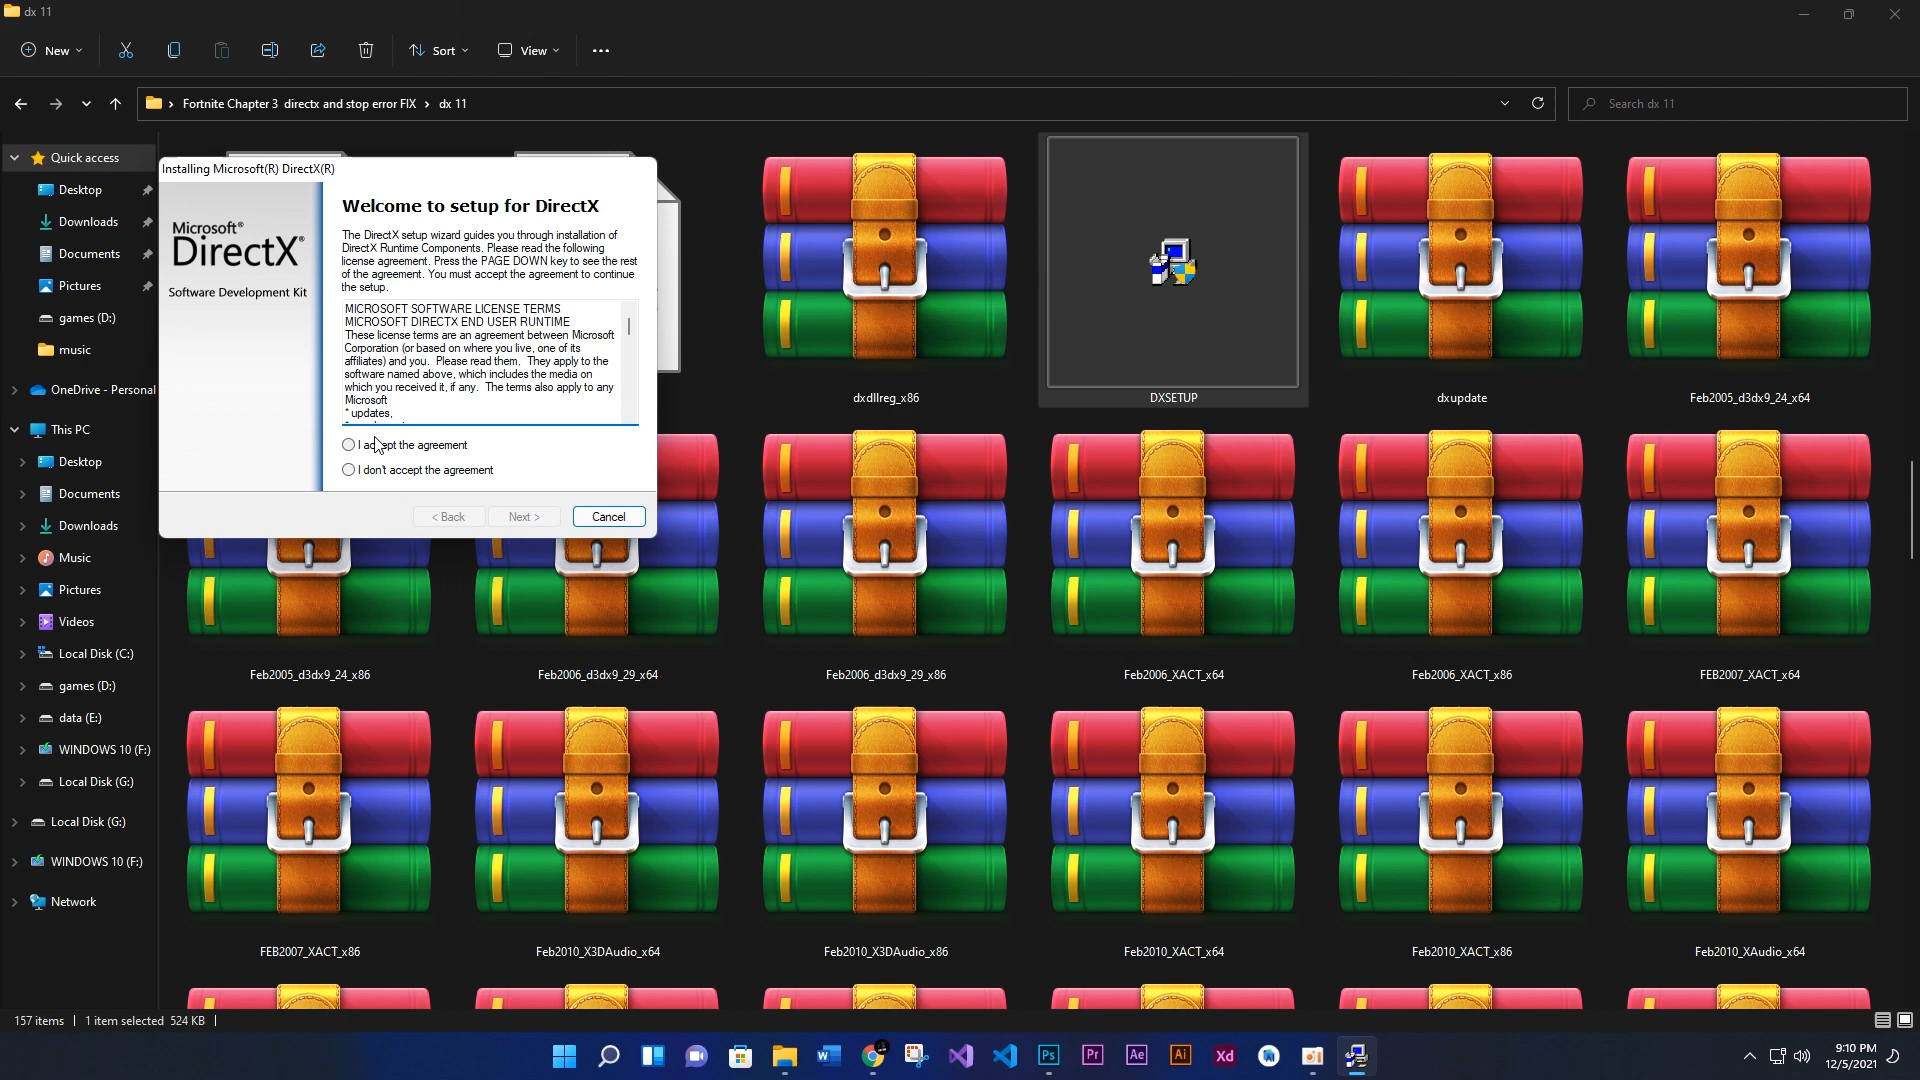 dx 11
New
Sort
View
Fortnite Chapter 3 directx and stop error FIX
dx 11
Search dx 11
Quick access
Desktop
Downloads
Documents
Pictures
games (D:)
music
OneDrive - Personal
This PC
Desktop
Documents
Downloads
Music
Pictures
Videos
Local Disk (C:)
games (D:)
data (E:)
WINDOWS 10 (F:)
Local Disk (G:)
Local Disk (G:)
WINDOWS 10 (F:)
Network
Installing Microsoft(R) DirectX(R)
Microsoft®
DirectX®
Software Development Kit
Welcome to setup for DirectX
The DirectX setup wizard guides you through installation of
DirectX Runtime Components. Please read the following
license agreement. Press the PAGE DOWN key to see the rest
of the agreement. You must accept the agreement to continue
the setup.
MICROSOFT SOFTWARE LICENSE TERMS
MICROSOFT DIRECTX END USER RUNTIME
These license terms are an agreement between Microsoft
Corporation (or based on where you live, one of its
affiliates) and you. Please read them. They apply to the
software named above, which includes the media on
which you received it, if any. The terms also apply to any
Microsoft
* updates,
I accept the agreement
I don't accept the agreement
< Back
Next >
Cancel
dxdllreg_x86
DXSETUP
dxupdate
Feb2005_d3dx9_24_x64
Feb2005_d3dx9_24_x86
Feb2006_d3dx9_29_x64
Feb2006_d3dx9_29_x86
Feb2006_XACT_x64
Feb2006_XACT_x86
FEB2007_XACT_x64
FEB2007_XACT_x86
Feb2010_X3DAudio_x64
Feb2010_X3DAudio_x86
Feb2010_XACT_x64
Feb2010_XACT_x86
Feb2010_XAudio_x64
157 items
1 item selected 524 KB
W
Ps
Pr
Ae
Ai
Xd
9:10 PM
12/5/2021